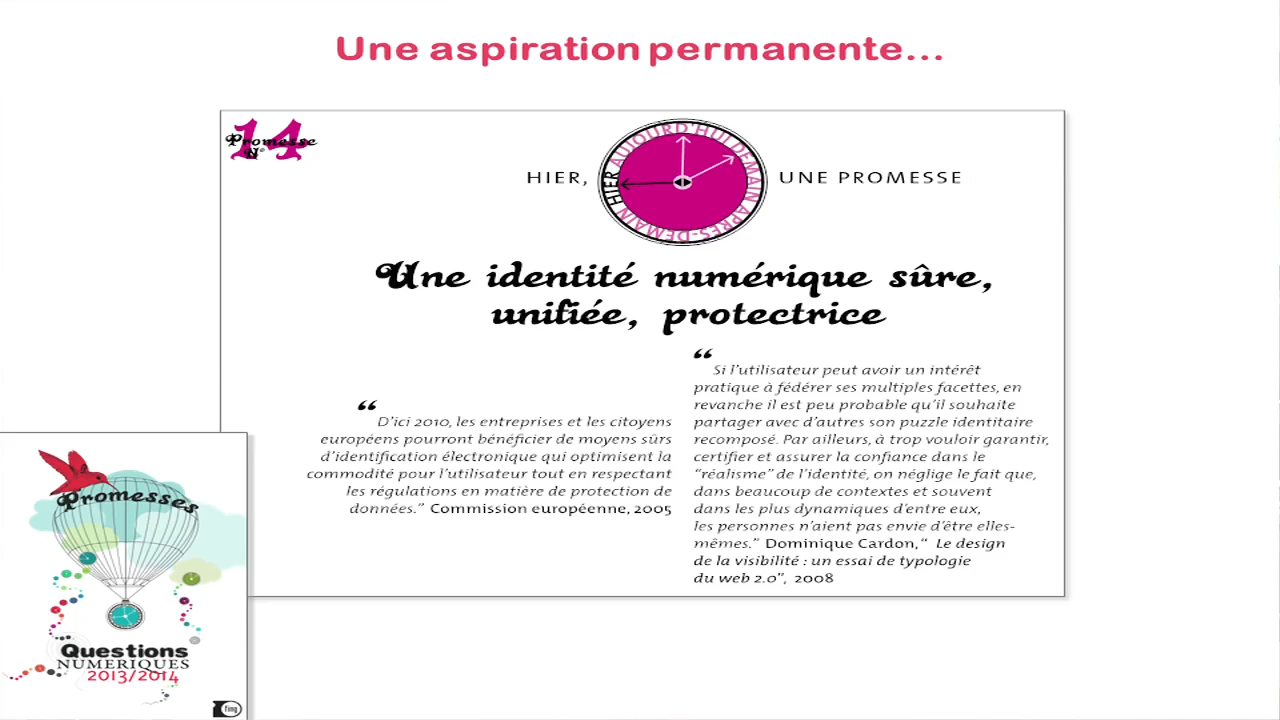 Une aspiration permanente...
14
Promesse
N°
HIER, UNE PROMESSE
HIER AUJOURD'HUI DEMAIN APRÈS-DEMAIN
Une identité numérique sûre,
unifiée, protectrice
“
D'ici 2010, les entreprises et les citoyens
européens pourront bénéficier de moyens sûrs
d'identification électronique qui optimisent la
commodité pour l'utilisateur tout en respectant
les régulations en matière de protection de
données.” Commission européenne, 2005
“
Si l'utilisateur peut avoir un intérêt
pratique à fédérer ses multiples facettes, en
revanche il est peu probable qu'il souhaite
partager avec d'autres son puzzle identitaire
recomposé. Par ailleurs, à trop vouloir garantir,
certifier et assurer la confiance dans le
“réalisme” de l'identité, on néglige le fait que,
dans beaucoup de contextes et souvent
dans les plus dynamiques d'entre eux,
les personnes n'aient pas envie d'être elles-
mêmes.” Dominique Cardon,“ Le design
de la visibilité : un essai de typologie
du web 2.0”, 2008
Promesses
Questions
NUMERIQUES
2013/2014
fing